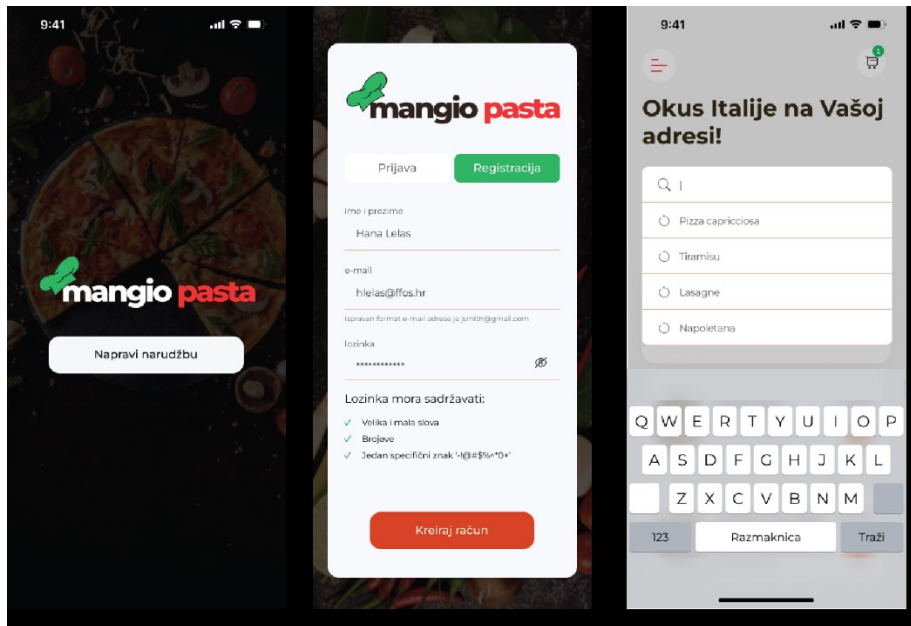 9:41
mangio pasta
Napravi narudžbu
mangio pasta
Prijava
Registracija
ime i prezime
Hana Lelas
e-mail
hlelas@ffos.hr
Ispravan format e-mail adrese je jsmith@gmail.com
lozinka
************
Lozinka mora sadržavati:
Velika i mala slova
Brojeve
Jedan specifični znak '-!@#$%^*0+'
Kreiraj račun
9:41
1
Okus Italije na Vašoj
adresi!
Pizza capricciosa
Tiramisu
Lasagne
Napoletana
Q W E R T Y U I O P
A S D F G H J K L
Z X C V B N M
123 Razmaknica Traži